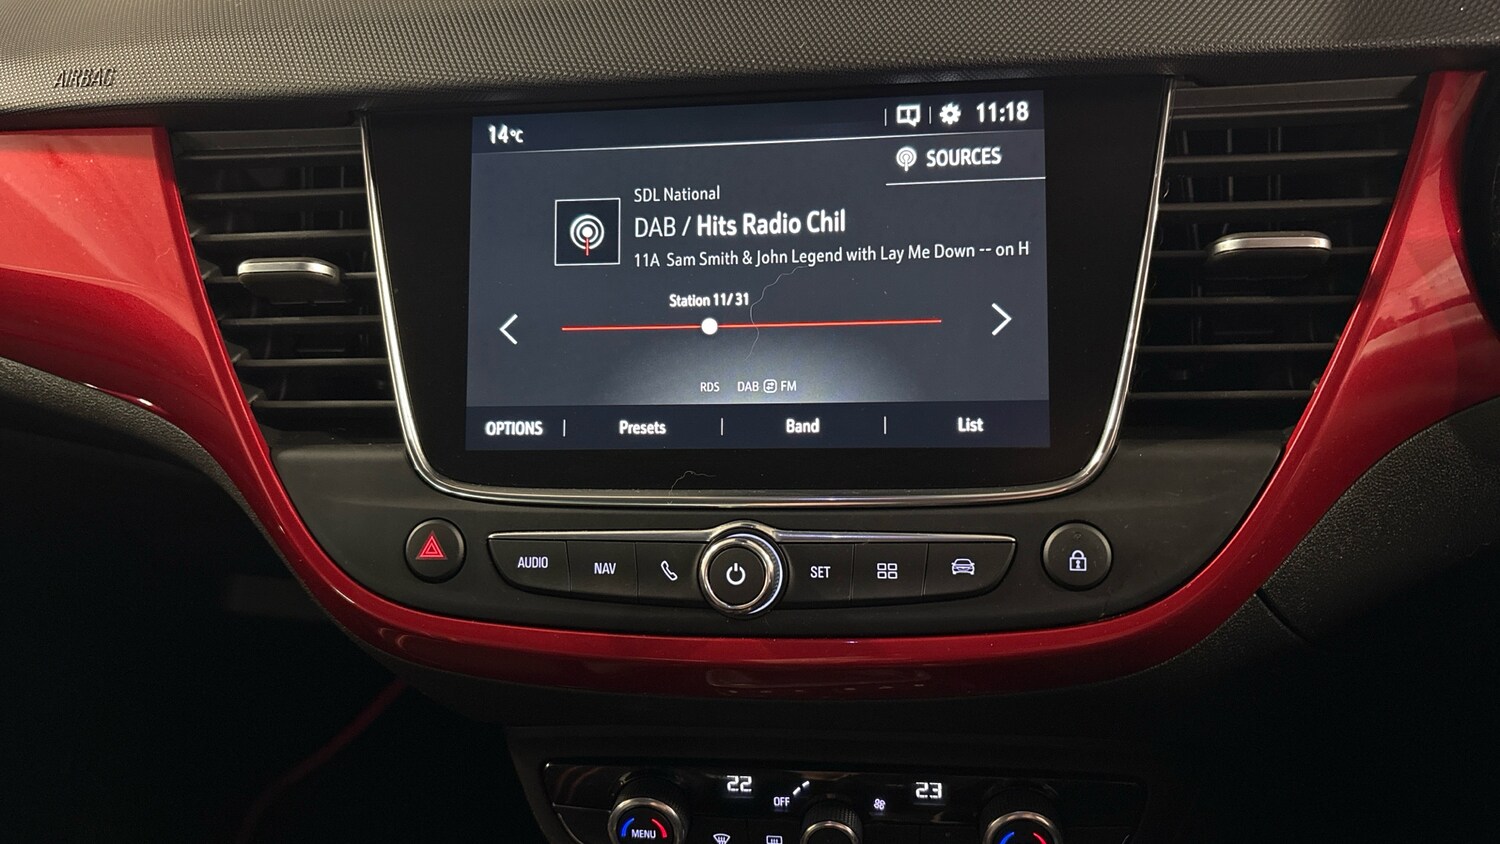 AIRBAG
14°C
11:18
SOURCES
SDL National
DAB / Hits Radio Chil
11A Sam Smith & John Legend with Lay Me Down -- on H
Station 11/31
RDS DAB FM
OPTIONS | Presets | Band | List
AUDIO NAV SET
22 OFF 23
MENU